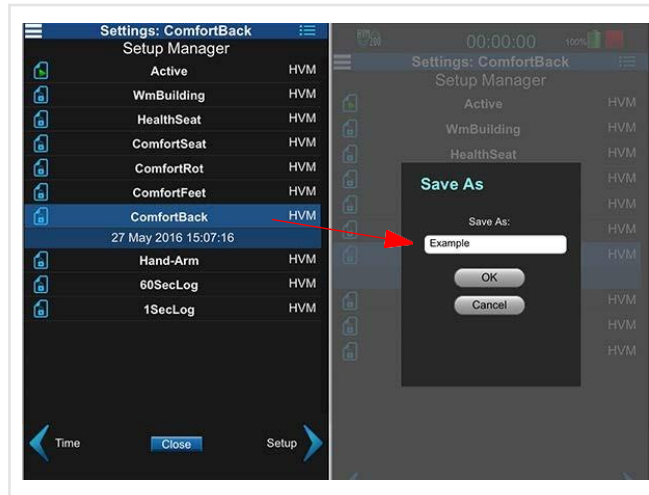 Settings: ComfortBack
Setup Manager
Active HVM
WmBuilding HVM
HealthSeat HVM
ComfortSeat HVM
ComfortRot HVM
ComfortFeet HVM
ComfortBack HVM
27 May 2016 15:07:16
Hand-Arm HVM
60SecLog HVM
1SecLog HVM
Time Close Setup
HVM 200 00:00:00 100%
Settings: ComfortBack
Setup Manager
Active HVM
WmBuilding HVM
HealthSeat HVM
HVM
Save As
HVM
Save As:
HVM
Example
HVM
OK
Cancel
HVM
HVM
HVM